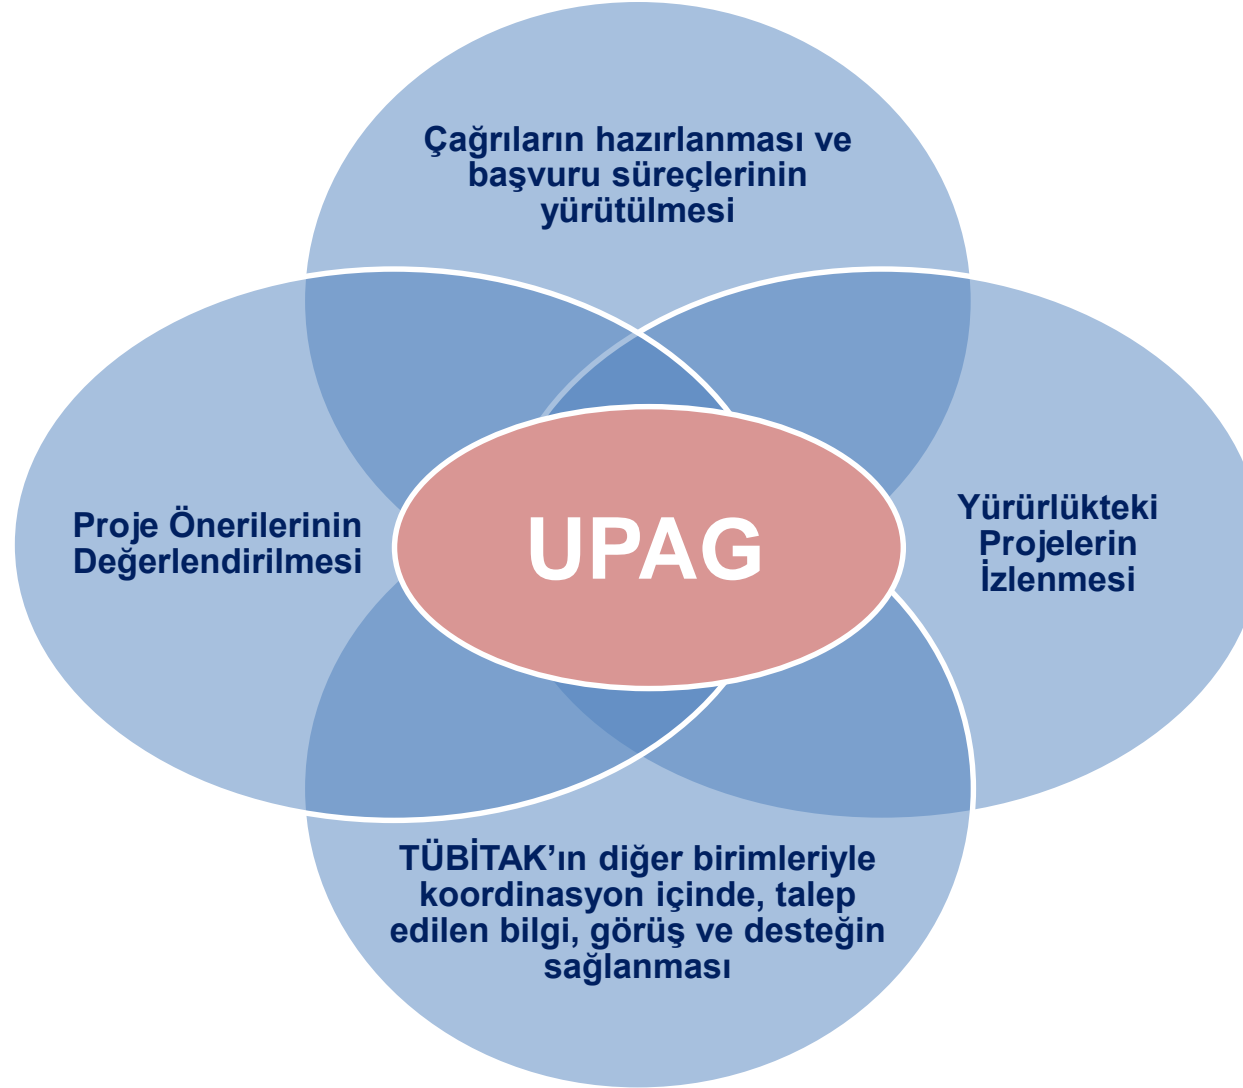 Çağrıların hazırlanması ve
başvuru süreçlerinin
yürütülmesi
Proje Önerilerinin
Değerlendirilmesi
UPAG
Yürürlükteki
Projelerin
İzlenmesi
TÜBİTAK’ın diğer birimleriyle
koordinasyon içinde, talep
edilen bilgi, görüş ve desteğin
sağlanması